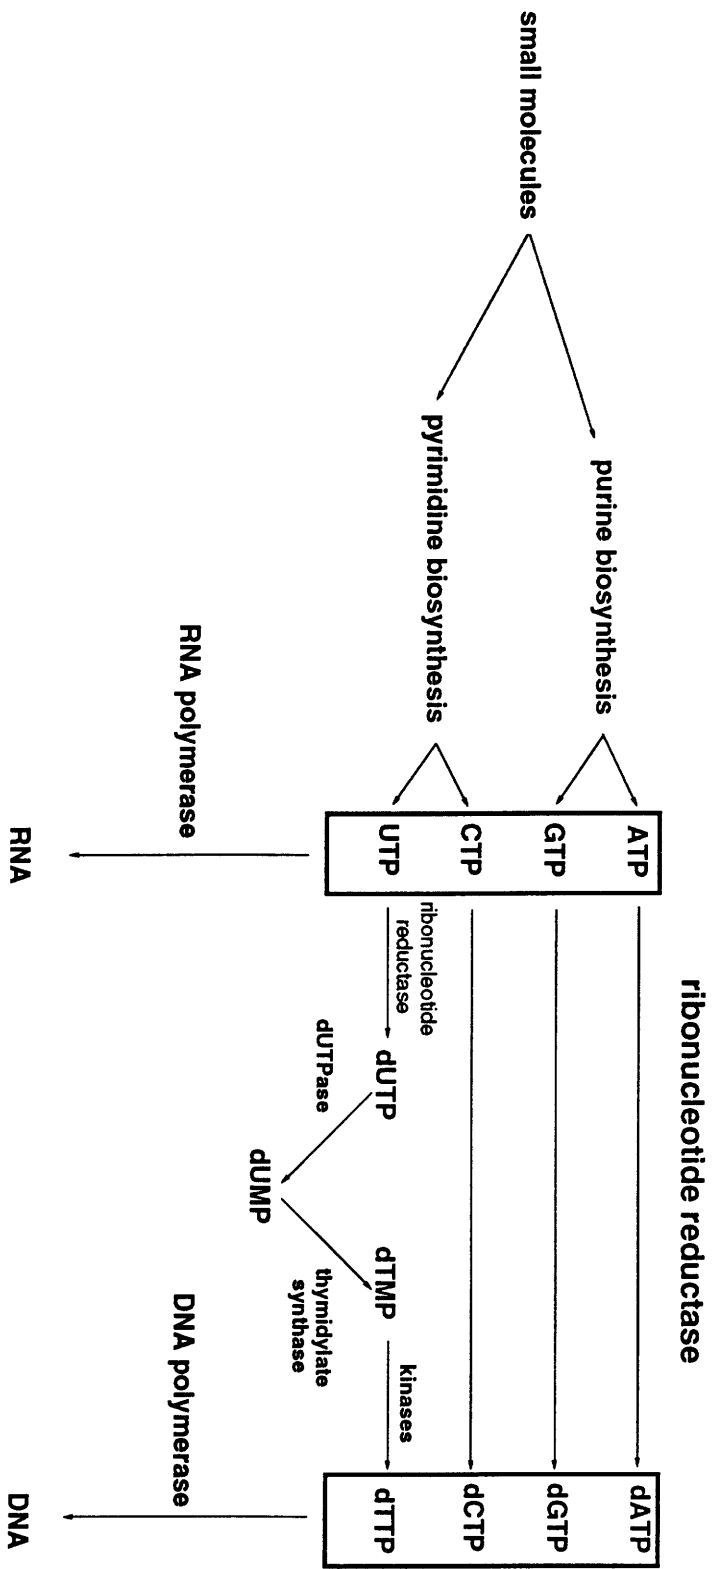 ribonucleotide reductase
small molecules
purine biosynthesis
pyrimidine biosynthesis
ATP
GTP
CTP
UTP
ribonucleotide
reductase
dUTP
dUTPase
dUMP
dTMP
thymidylate
synthase
kinases
dATP
dGTP
dCTP
dTTP
RNA polymerase
RNA
DNA polymerase
DNA